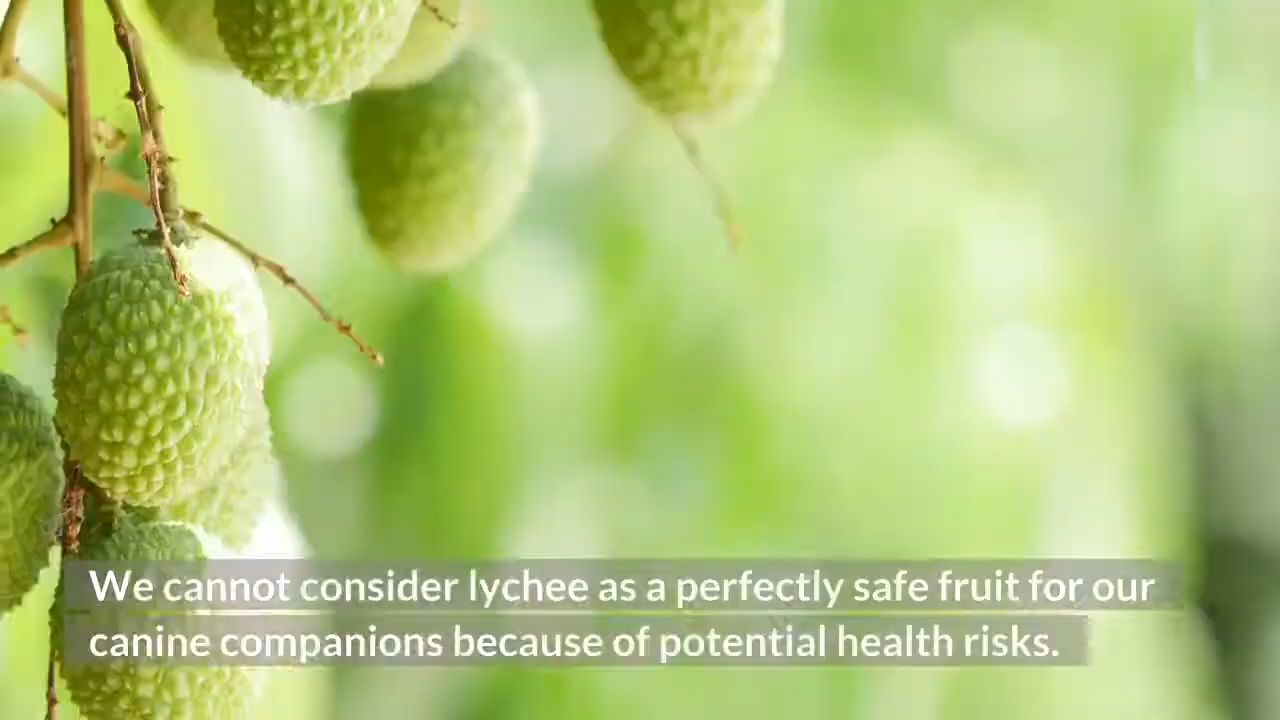 We cannot consider lychee as a perfectly safe fruit for our
canine companions because of potential health risks.